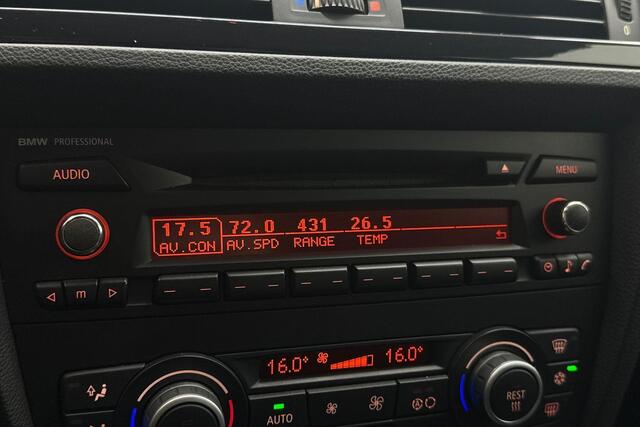 BMW PROFESSIONAL
AUDIO
MENU
17.5 72.0 431 26.5
AV.CON AV.SPD RANGE TEMP
m
16.0° 16.0°
AUTO
A
REST
0